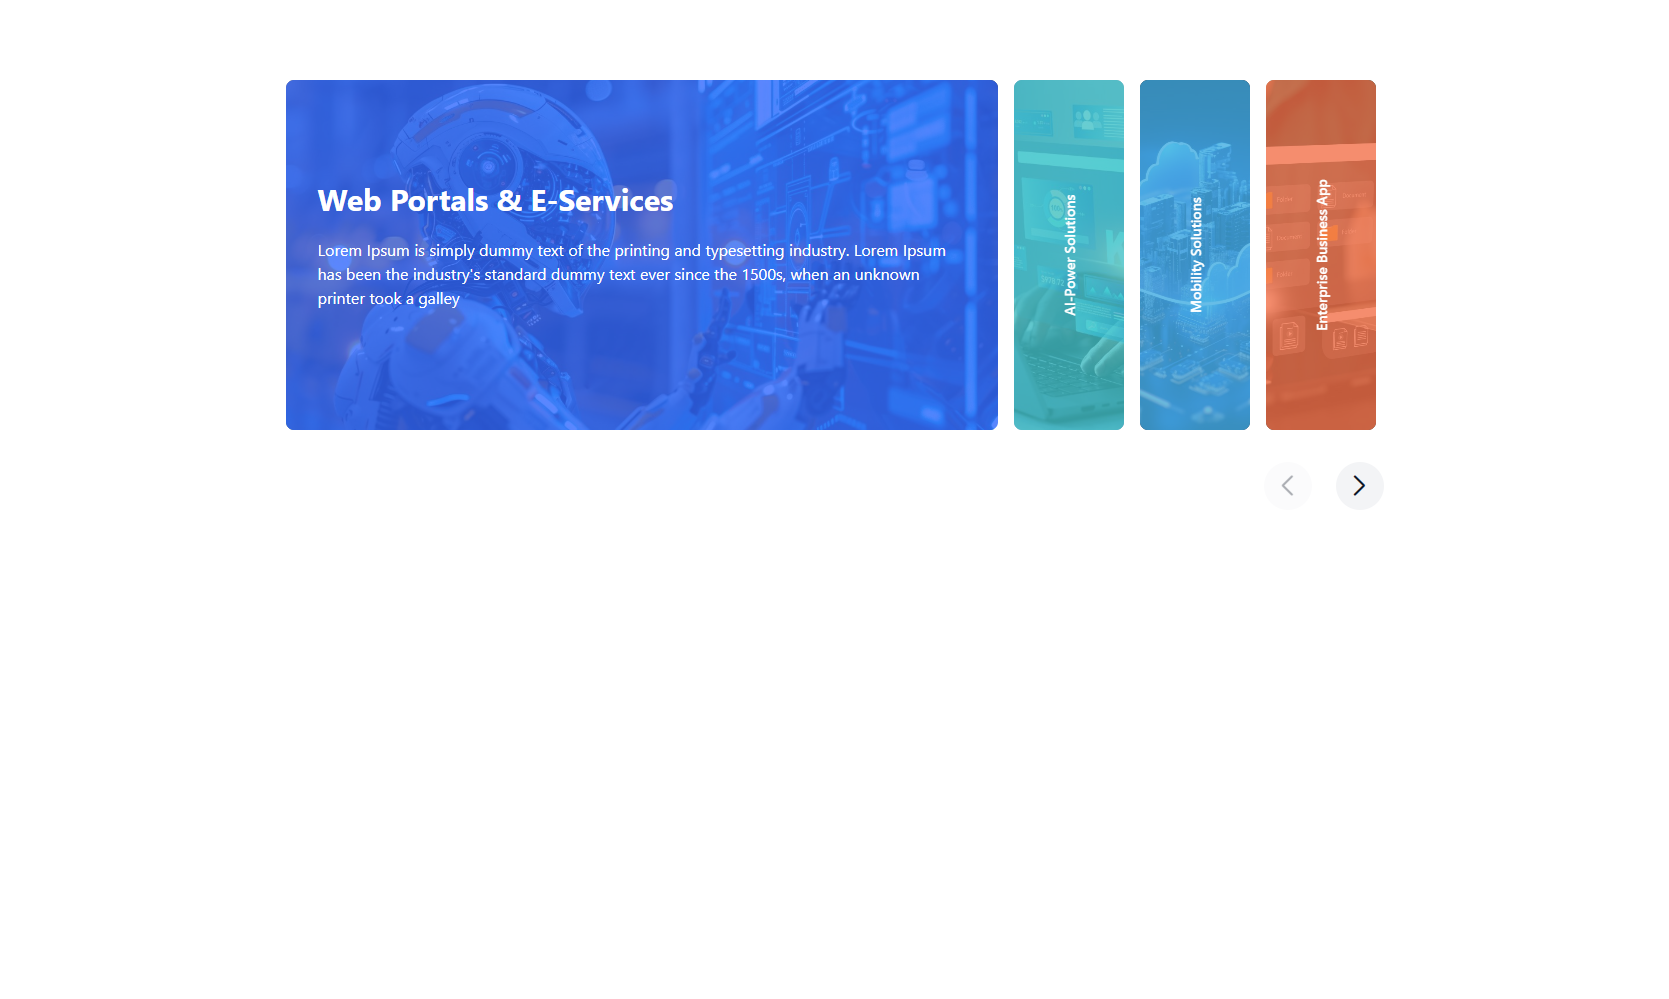 Web Portals & E-Services
Lorem Ipsum is simply dummy text of the printing and typesetting industry. Lorem Ipsum
has been the industry's standard dummy text ever since the 1500s, when an unknown
printer took a galley
AI-Power Solutions
Mobility Solutions
Enterprise Business App